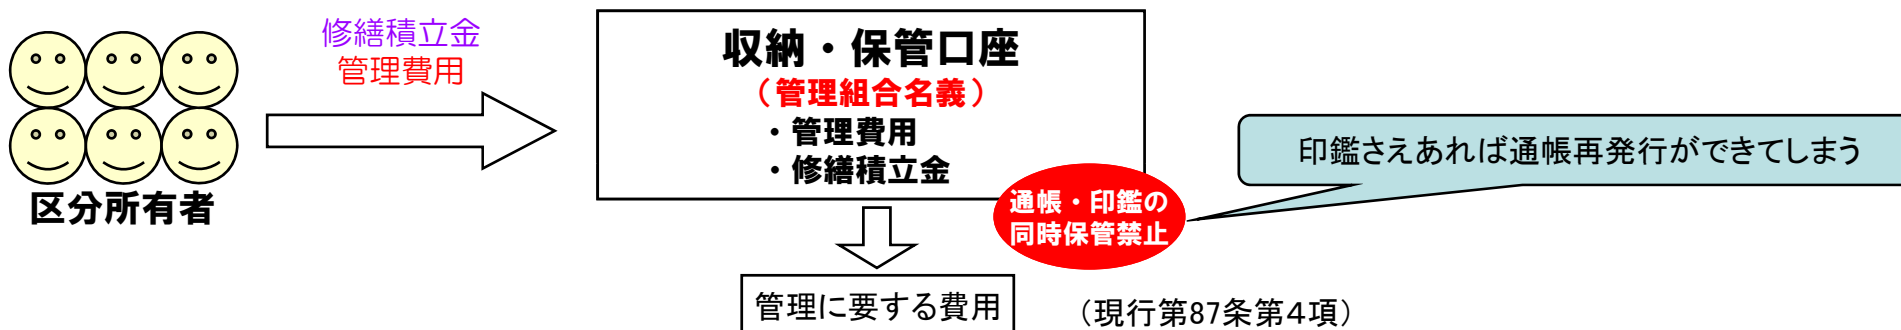 修繕積立金
管理費用
区分所有者
収納・保管口座
（管理組合名義）
・管理費用
・修繕積立金
通帳・印鑑の
同時保管禁止
印鑑さえあれば通帳再発行ができてしまう
管理に要する費用
（現行第87条第４項）